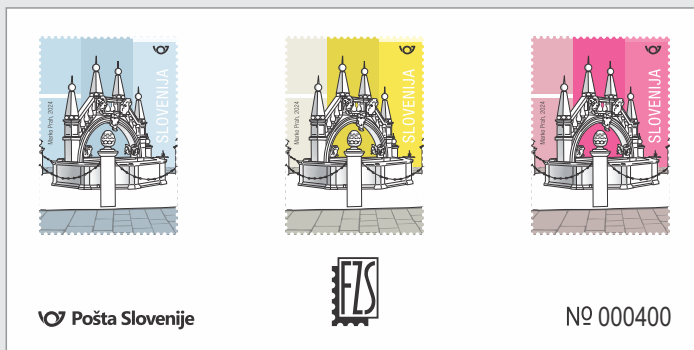 SLOVENIJA
Marko Prah, 2024
SLOVENIJA
Marko Prah, 2024
SLOVENIJA
Marko Prah, 2024
FZS
Pošta Slovenije
Nº 000400